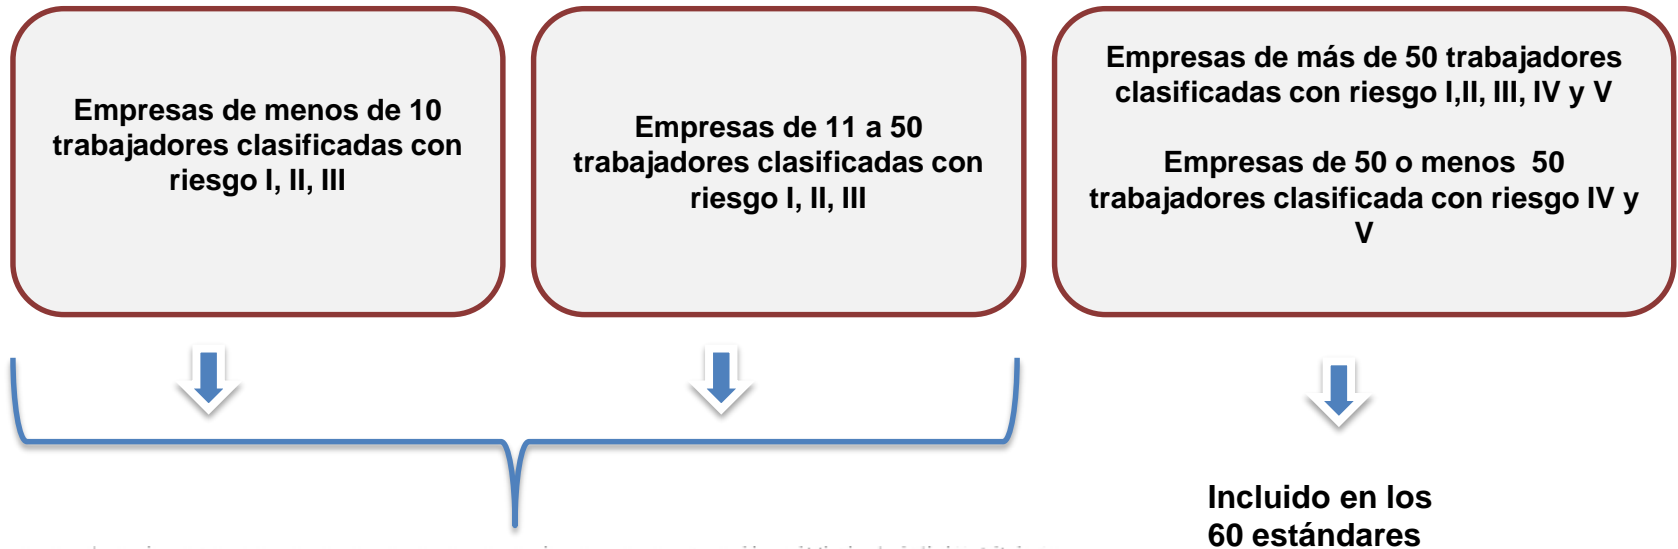 Empresas de menos de 10
trabajadores clasificadas con
riesgo I, II, III
Empresas de 11 a 50
trabajadores clasificadas con
riesgo I, II, III
Empresas de más de 50 trabajadores
clasificadas con riesgo I,II, III, IV y V
Empresas de 50 o menos  50
trabajadores clasificada con riesgo IV y
V
Incluido en los
60 estándares